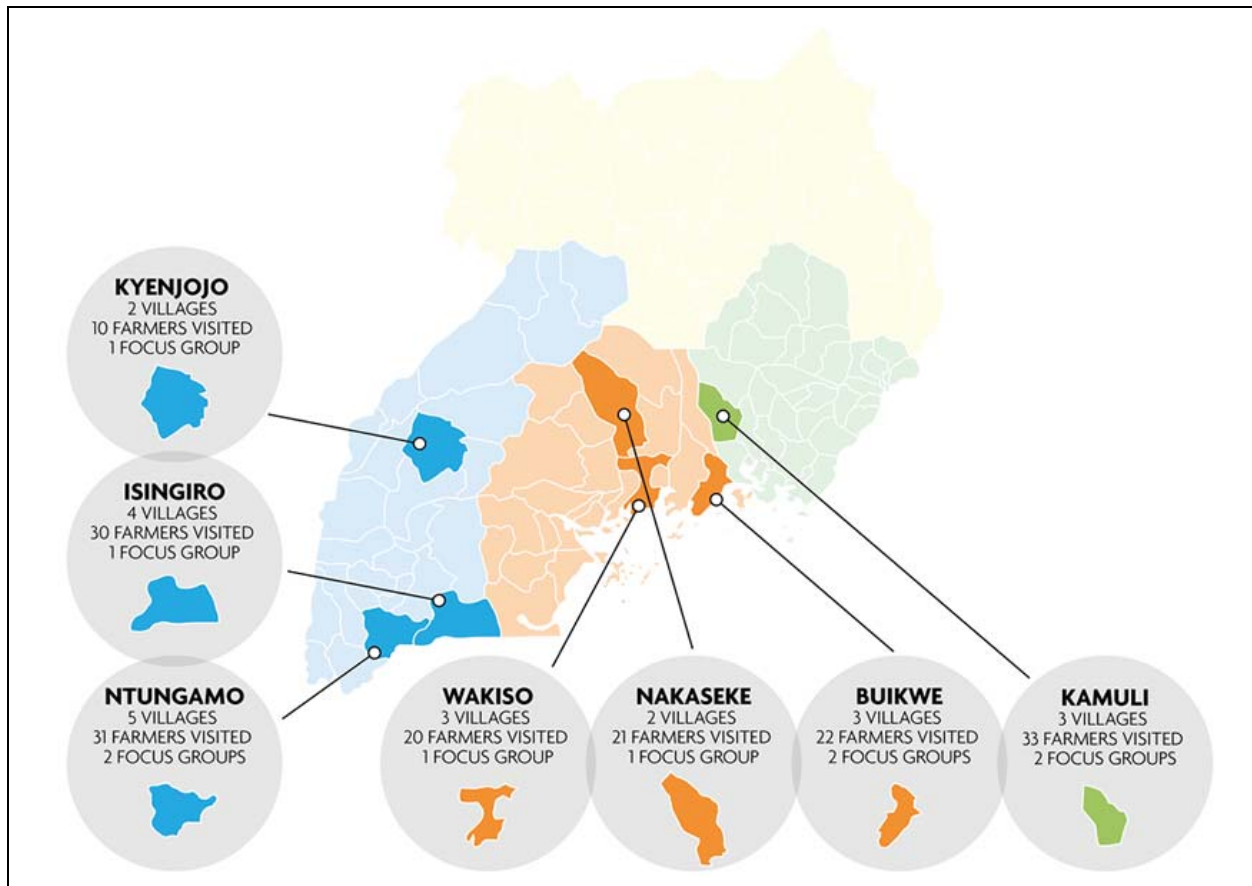 KYENJOJO
2 VILLAGES
10 FARMERS VISITED
1 FOCUS GROUP
ISINGIRO
4 VILLAGES
30 FARMERS VISITED
1 FOCUS GROUP
NTUNGAMO
5 VILLAGES
31 FARMERS VISITED
2 FOCUS GROUPS
WAKISO
3 VILLAGES
20 FARMERS VISITED
1 FOCUS GROUP
NAKASEKE
2 VILLAGES
21 FARMERS VISITED
1 FOCUS GROUP
BUIKWE
3 VILLAGES
22 FARMERS VISITED
2 FOCUS GROUPS
KAMULI
3 VILLAGES
33 FARMERS VISITED
2 FOCUS GROUPS